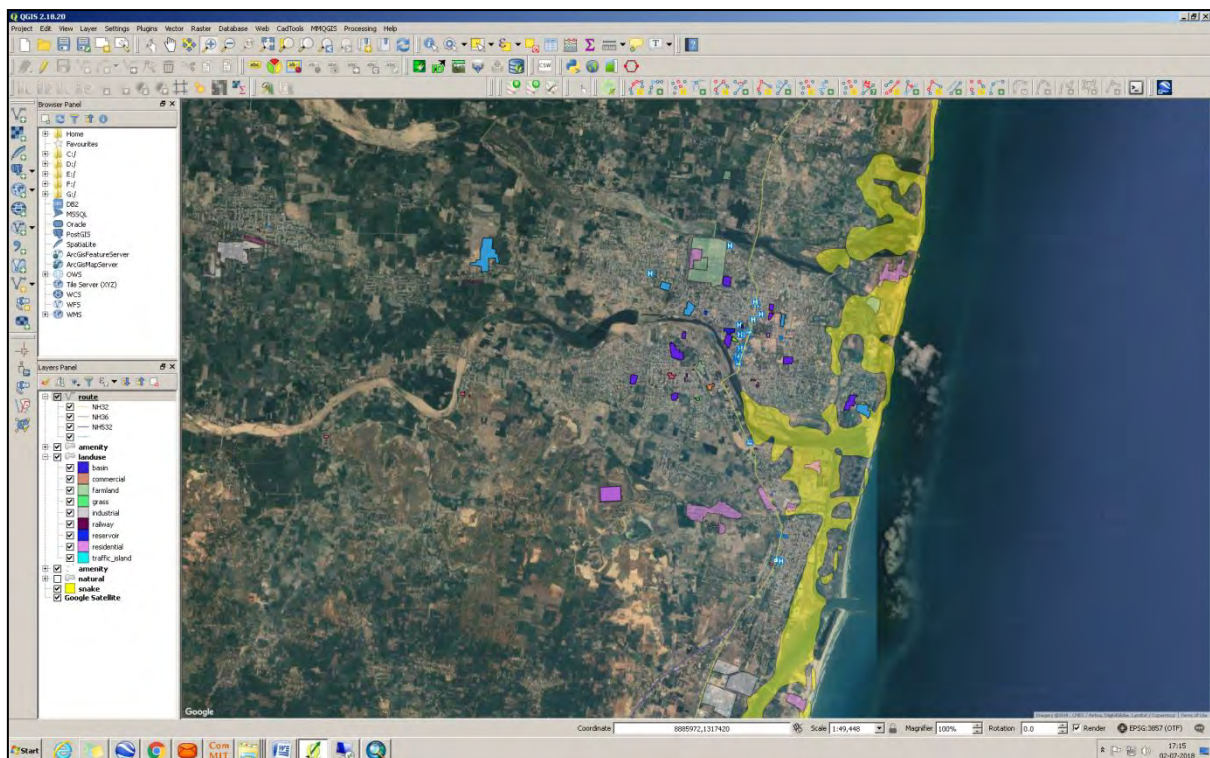 QGIS 2.18.20
Project Edit View Layer Settings Plugins Vector Raster Database Web CadTools MMQGIS Processing Help
Browser Panel
Home
Favourites
C:/
D:/
E:/
F:/
G:/
DB2
MSSQL
Oracle
PostGIS
SpatiaLite
ArcGisFeatureServer
ArcGisMapServer
OWS
Tile Server (XYZ)
WCS
WFS
WMS
Layers Panel
route
NH32
NH36
NH532
amenity
landuse
basin
commercial
farmland
grass
industrial
railway
reservoir
residential
traffic_island
amenity
natural
snake
Google Satellite
Google
Coordinate 8885972,1317420 Scale 1:49,448 Magnifier 100% Rotation 0.0 Render EPSG:3857 (OTF)
Start Com MIT 17:15
02-07-2018